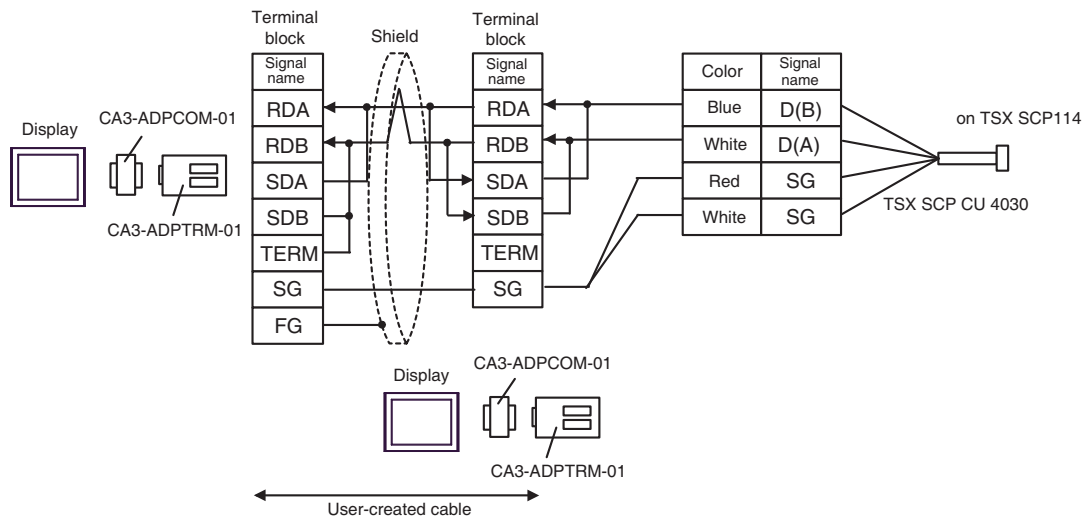 Terminal
block
Shield
Terminal
block
Signal
name
RDA
RDB
SDA
SDB
TERM
SG
FG
Signal
name
RDA
RDB
SDA
SDB
TERM
SG
Color
Signal
name
Blue
D(B)
White
D(A)
Red
SG
White
SG
on TSX SCP114
TSX SCP CU 4030
Display
CA3-ADPCOM-01
CA3-ADPTRM-01
Display
CA3-ADPCOM-01
CA3-ADPTRM-01
User-created cable